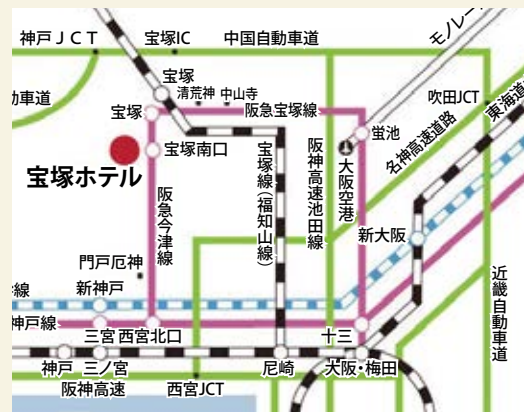 神戸JCT
宝塚IC
中国自動車道
モノレー
動車道
宝塚
清荒神
中山寺
宝塚
阪急宝塚線
吹田JCT
東海道
蛍池
名神高速道路
宝塚南口
宝塚ホテル
阪急今津線
宝塚線(福知山線)
阪神高速池田線
大阪空港
新大阪
門戸厄神
新神戸
幹線
近畿自動車道
神戸線
三宮
西宮北口
十三
神戸
三ノ宮
尼崎
大阪・梅田
阪神高速
西宮JCT